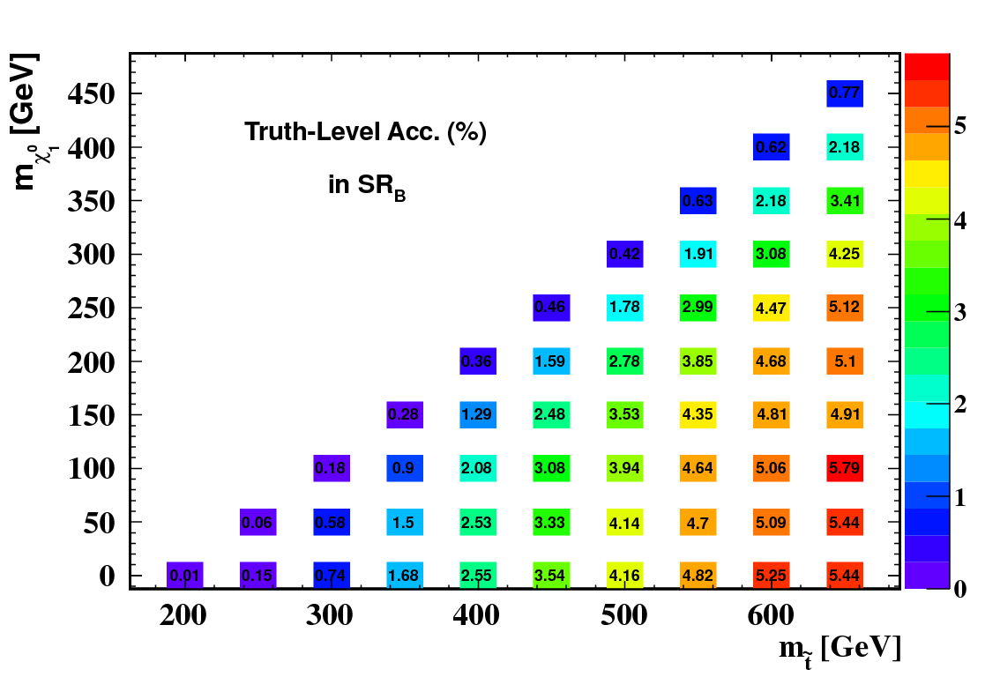 m χ̃⁰₁ [GeV]
Truth-Level Acc. (%)
in SR_B
450 0.77
400 0.62 2.18
350 0.63 2.18 3.41
300 0.42 1.91 3.08 4.25
250 0.46 1.78 2.99 4.47 5.12
200 0.36 1.59 2.78 3.85 4.68 5.1
150 0.28 1.29 2.48 3.53 4.35 4.81 4.91
100 0.18 0.9 2.08 3.08 3.94 4.64 5.06 5.79
50 0.06 0.58 1.5 2.53 3.33 4.14 4.7 5.09 5.44
0 0.01 0.15 0.74 1.68 2.55 3.54 4.16 4.82 5.25 5.44
200 300 400 500 600
m t̃ [GeV]
5
4
3
2
1
0